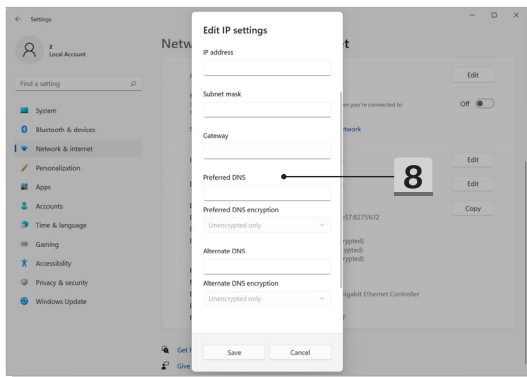 Settings
z
Local Account
Find a setting
System
Bluetooth & devices
Network & internet
Personalization
Apps
Accounts
Time & language
Gaming
Accessibility
Privacy & security
Windows Update
Netw
Edit
en you're connected to
Off
twork
Edit
Edit
Copy
e57:8275%12
rypted)
rypted)
rypted)
Gigabit Ethernet Controller
F
Get
Give
Edit IP settings
IP address
Subnet mask
Gateway
Preferred DNS
8
Preferred DNS encryption
Unencrypted only
Alternate DNS
Alternate DNS encryption
Unencrypted only
Save
Cancel